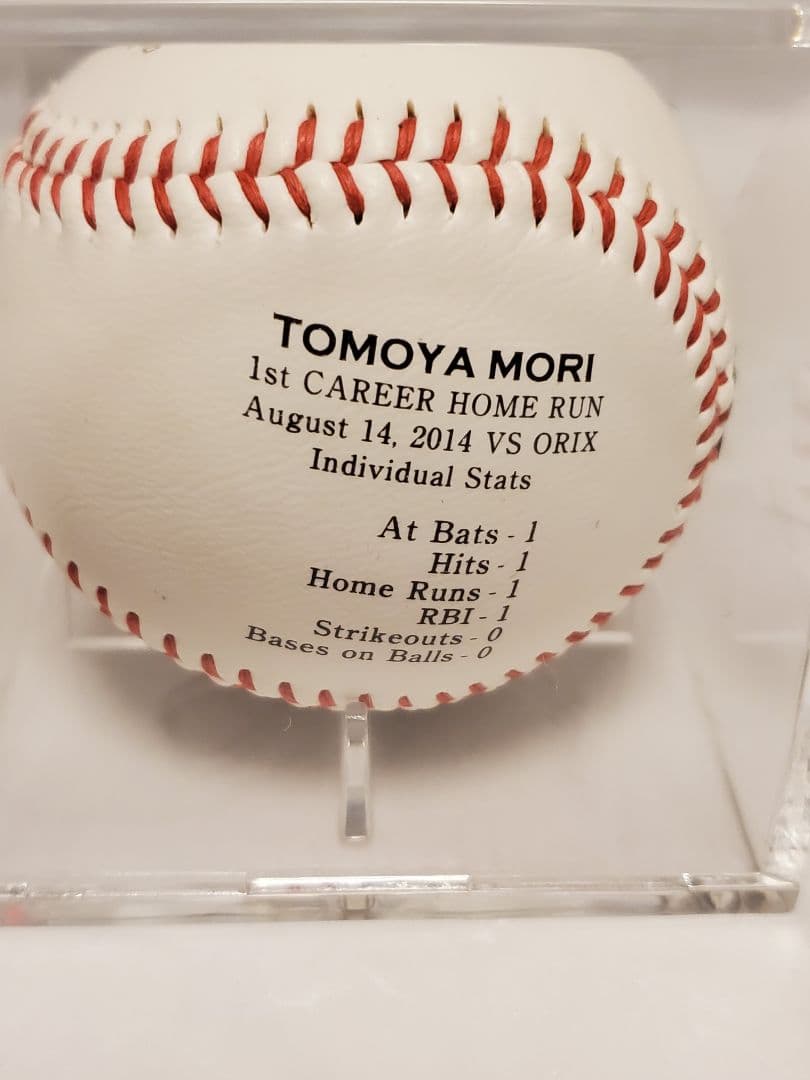 TOMOYA MORI
1st CAREER HOME RUN
August 14, 2014 VS ORIX
Individual Stats
At Bats - 1
Hits - 1
Home Runs - 1
RBI - 1
Strikeouts - 0
Bases on Balls - 0